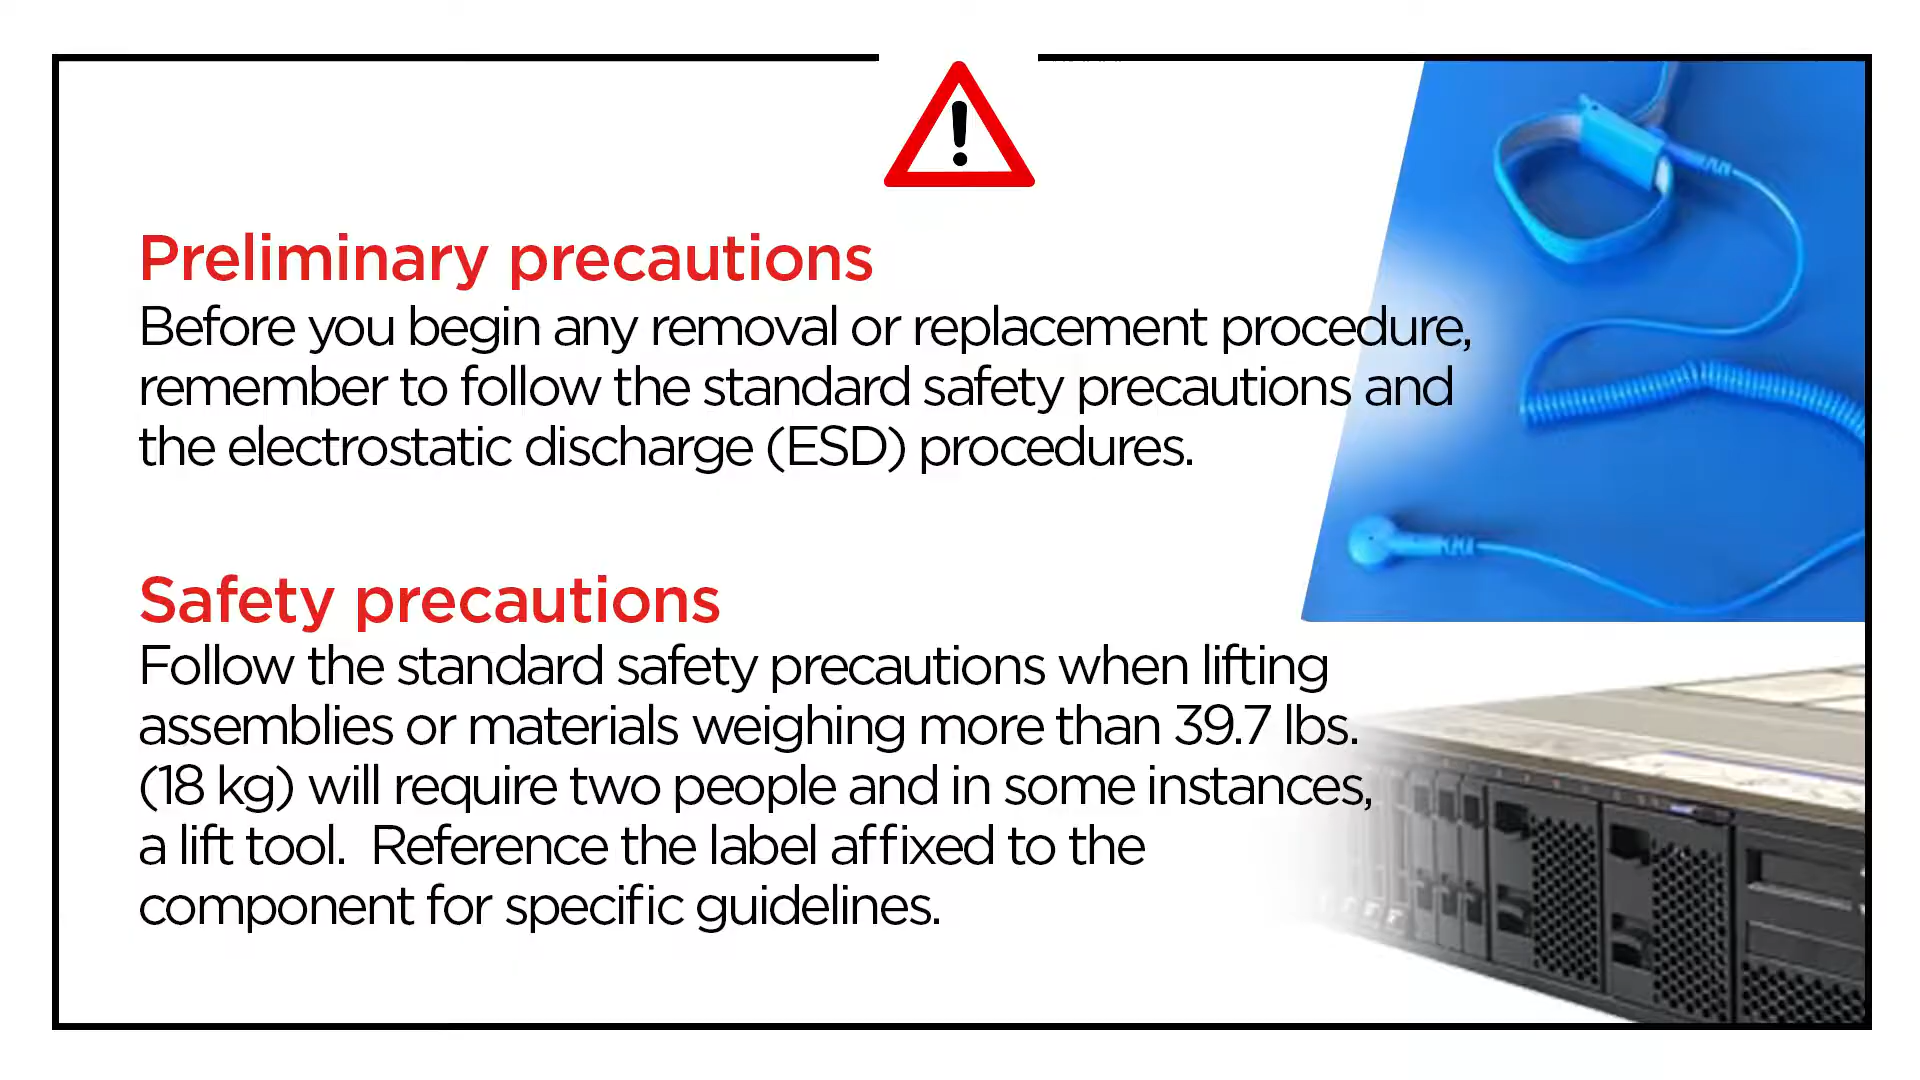 Preliminary precautions
Before you begin any removal or replacement procedure,
remember to follow the standard safety precautions and
the electrostatic discharge (ESD) procedures.
Safety precautions
Follow the standard safety precautions when lifting
assemblies or materials weighing more than 39.7 lbs.
(18 kg) will require two people and in some instances,
a lift tool.  Reference the label affixed to the
component for specific guidelines.